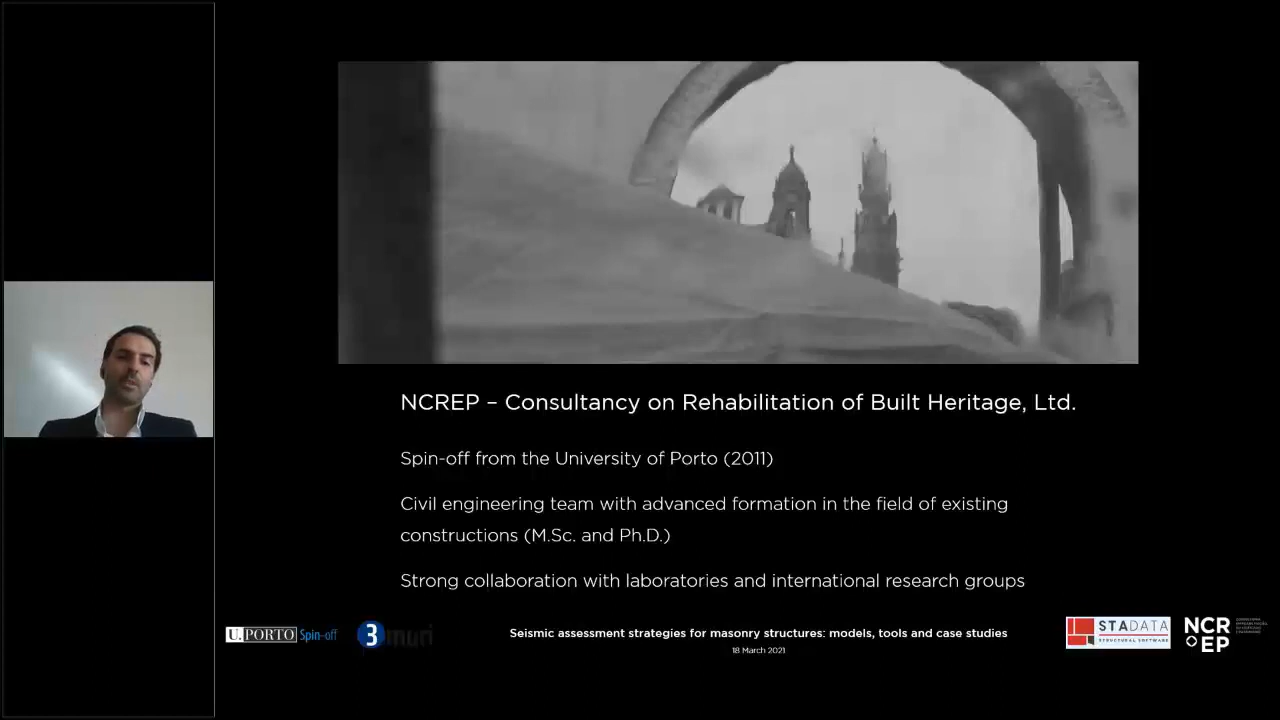 NCREP – Consultancy on Rehabilitation of Built Heritage, Ltd.
Spin-off from the University of Porto (2011)
Civil engineering team with advanced formation in the field of existing
constructions (M.Sc. and Ph.D.)
Strong collaboration with laboratories and international research groups
U.PORTO Spin-off
3muri
Seismic assessment strategies for masonry structures: models, tools and case studies
18 March 2021
STADATA
STRUCTURAL SOFTWARE
NCR
EP